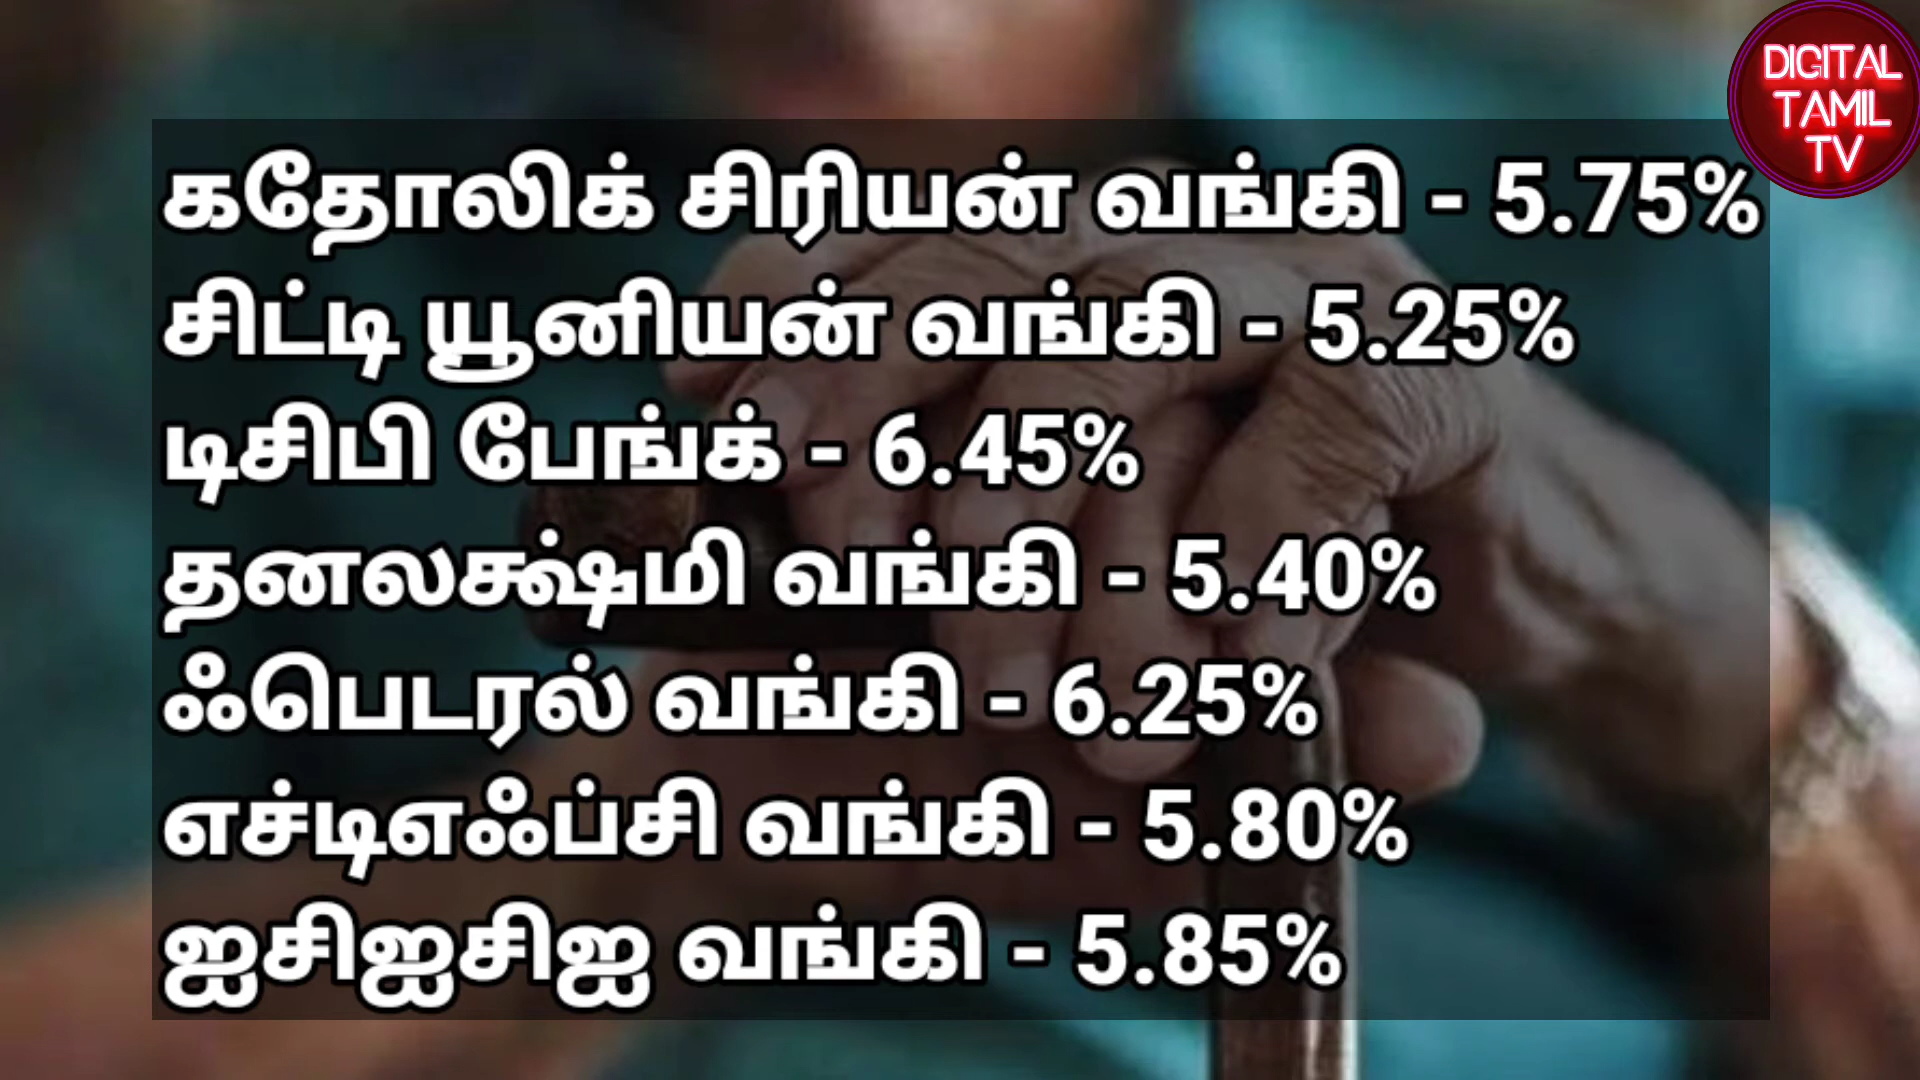 DIGITAL
TAMIL
TV
கதோலிக் சிரியன் வங்கி - 5.75%
சிட்டி யூனியன் வங்கி - 5.25%
டிசிபி பேங்க் - 6.45%
தனலக்ஷ்மி வங்கி - 5.40%
ஃபெடரல் வங்கி - 6.25%
எச்டிஎஃப்சி வங்கி - 5.80%
ஐசிஐசிஐ வங்கி - 5.85%